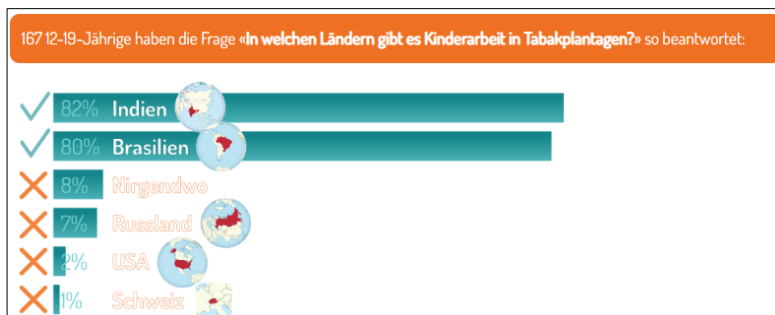 167 12-19-Jährige haben die Frage «In welchen Ländern gibt es Kinderarbeit in Tabakplantagen?» so beantwortet:
82% Indien
80% Brasilien
8% Nirgendwo
7% Russland
2% USA
1% Schweiz